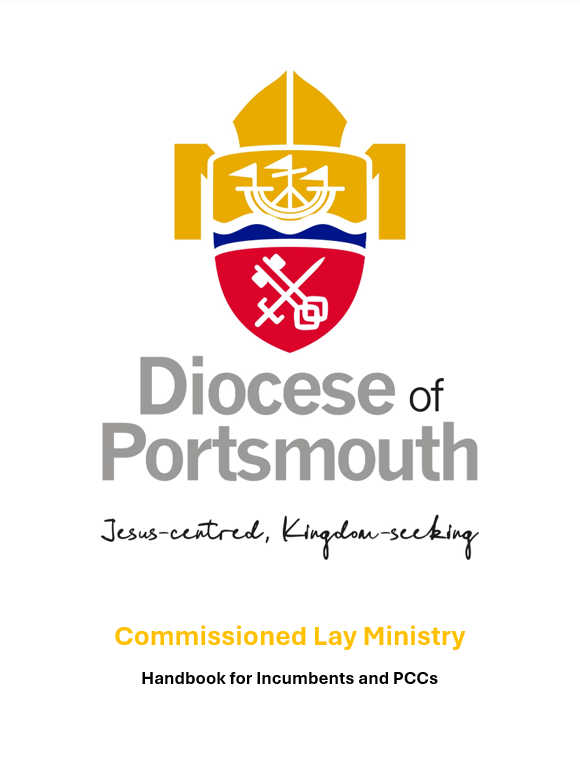 Diocese of
Portsmouth
Jesus-centred, Kingdom-seeking
Commissioned Lay Ministry
Handbook for Incumbents and PCCs